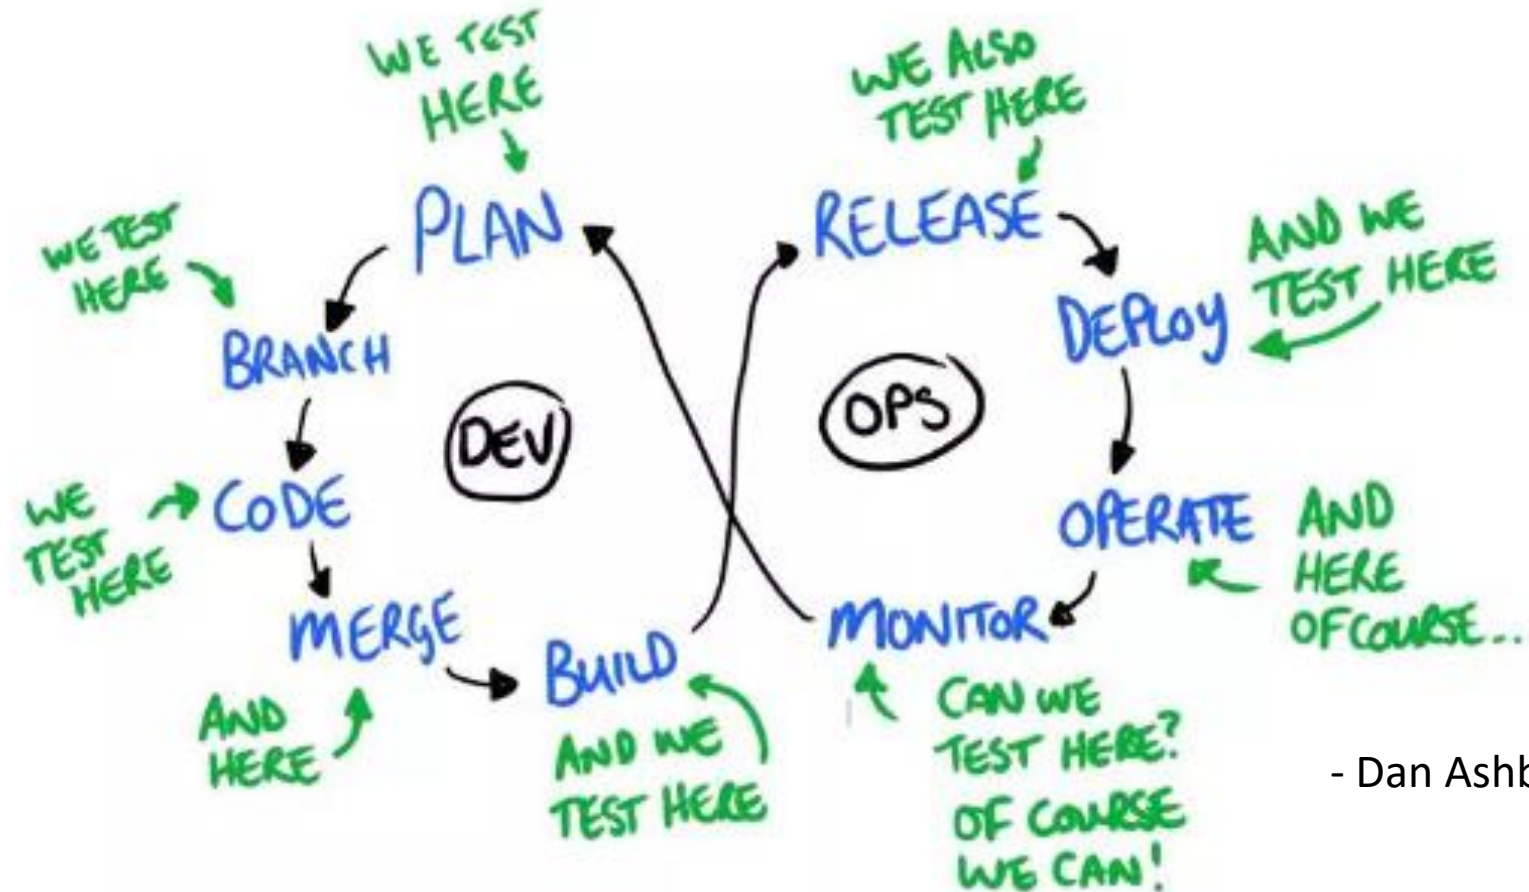 WE TEST
HERE
WE ALSO
TEST HERE
PLAN
RELEASE
WE TEST
HERE
AND WE
TEST HERE
BRANCH
DEPLOY
DEV
OPS
WE
TEST
HERE
CODE
OPERATE
AND
HERE
OFCOURSE...
MERGE
BUILD
MONITOR
AND
HERE
AND WE
TEST HERE
CAN WE
TEST HERE?
OF COURSE
WE CAN!
- Dan Ashb